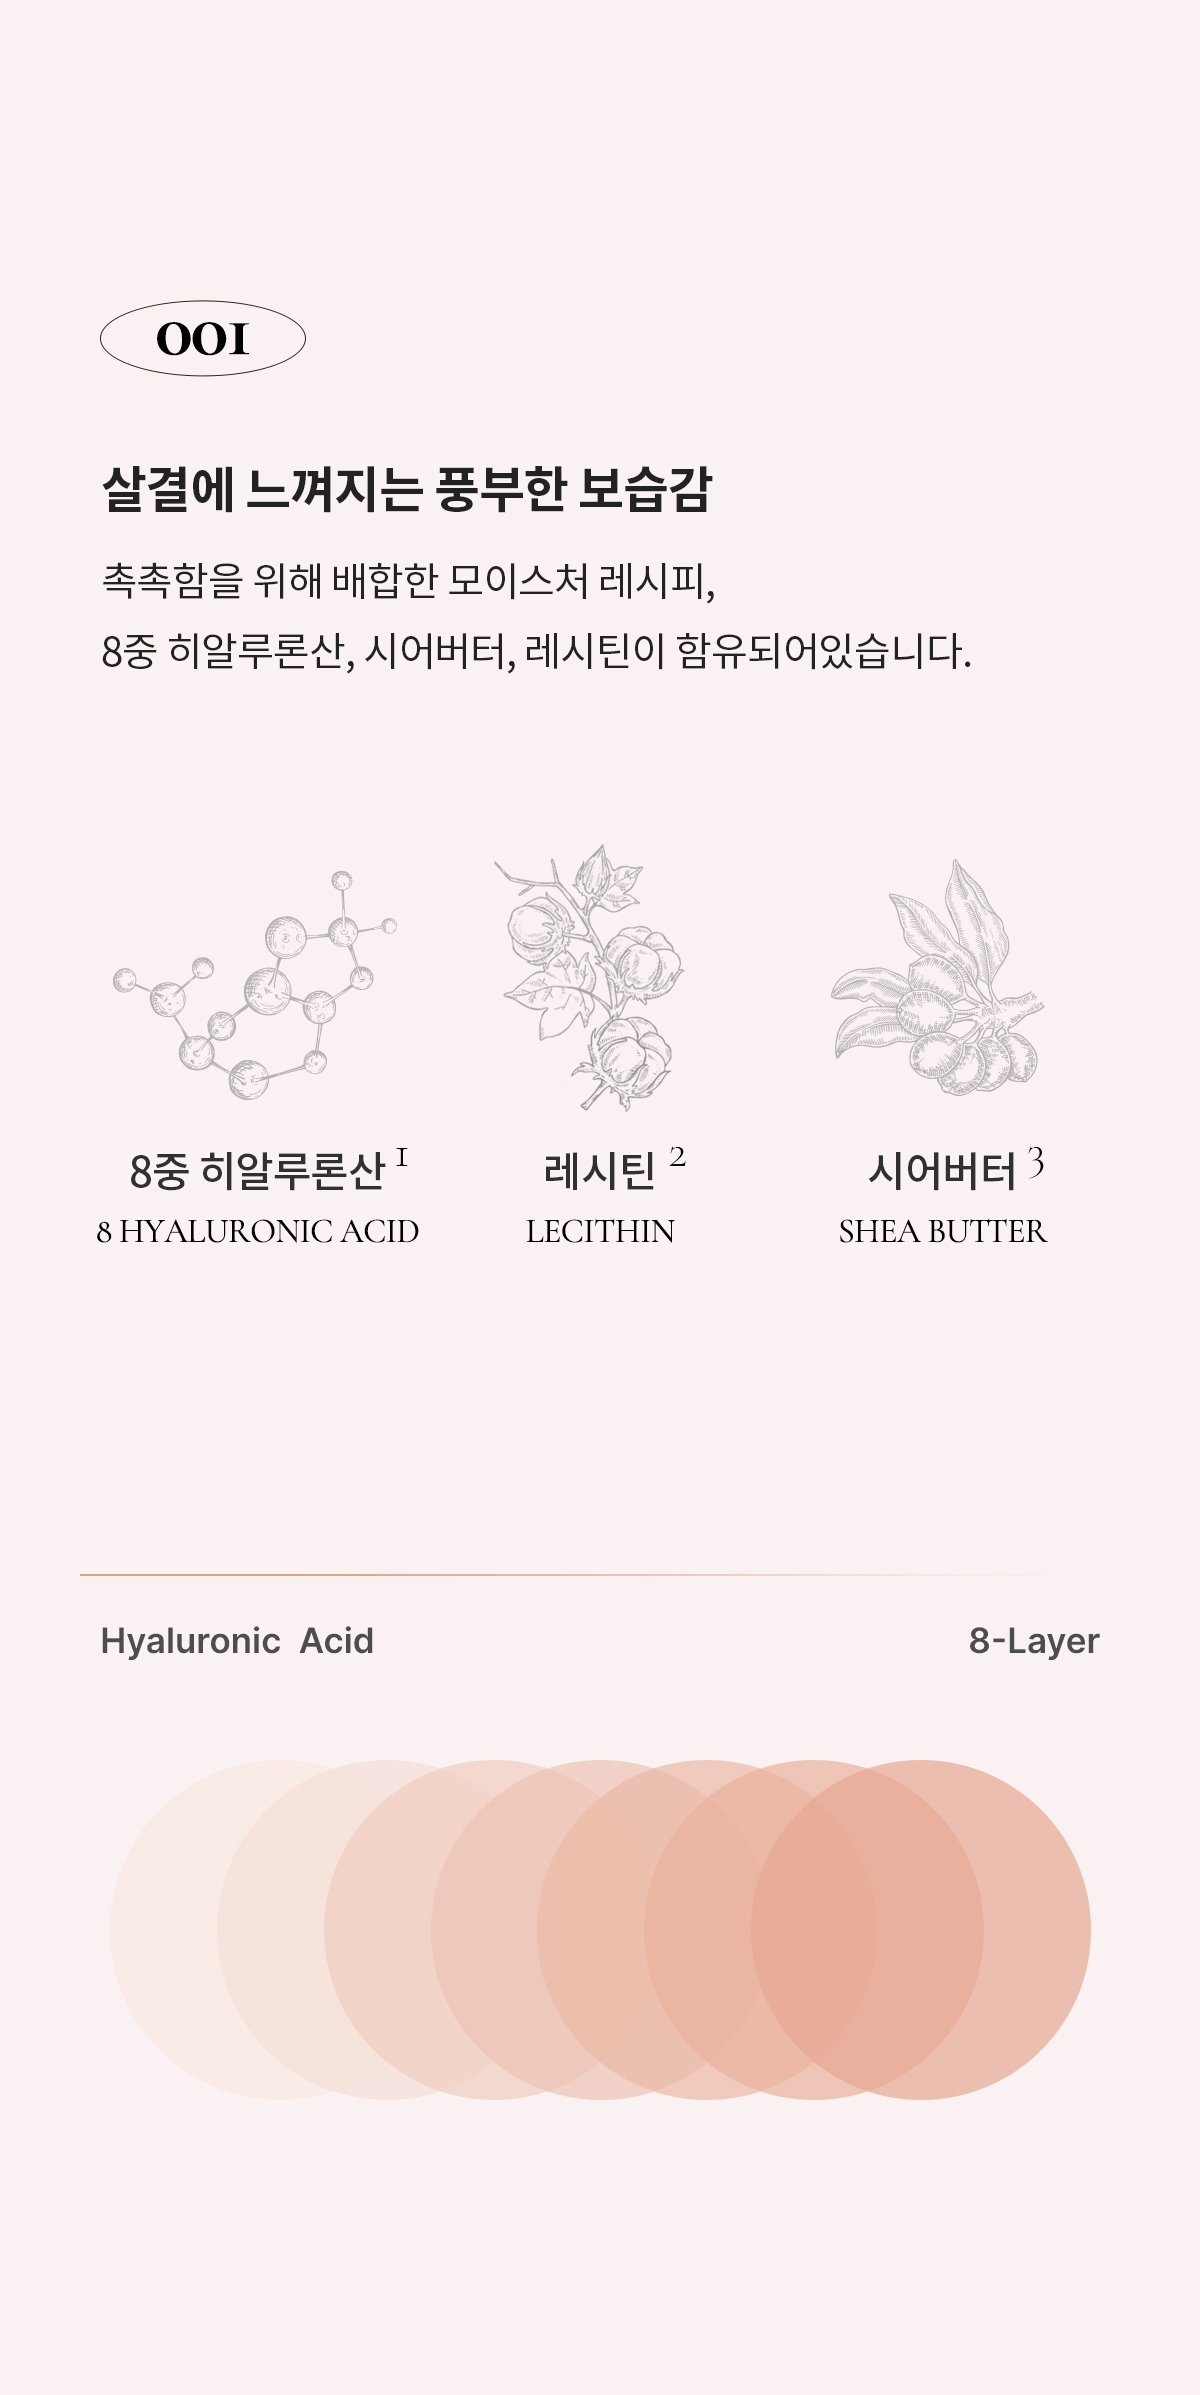 001
살결에 느껴지는 풍부한 보습감
촉촉함을 위해 배합한 모이스처 레시피,
8중 히알루론산, 시어버터, 레시틴이 함유되어있습니다.
8중 히알루론산 1
8 HYALURONIC ACID
레시틴 2
LECITHIN
시어버터 3
SHEA BUTTER
Hyaluronic Acid
8-Layer